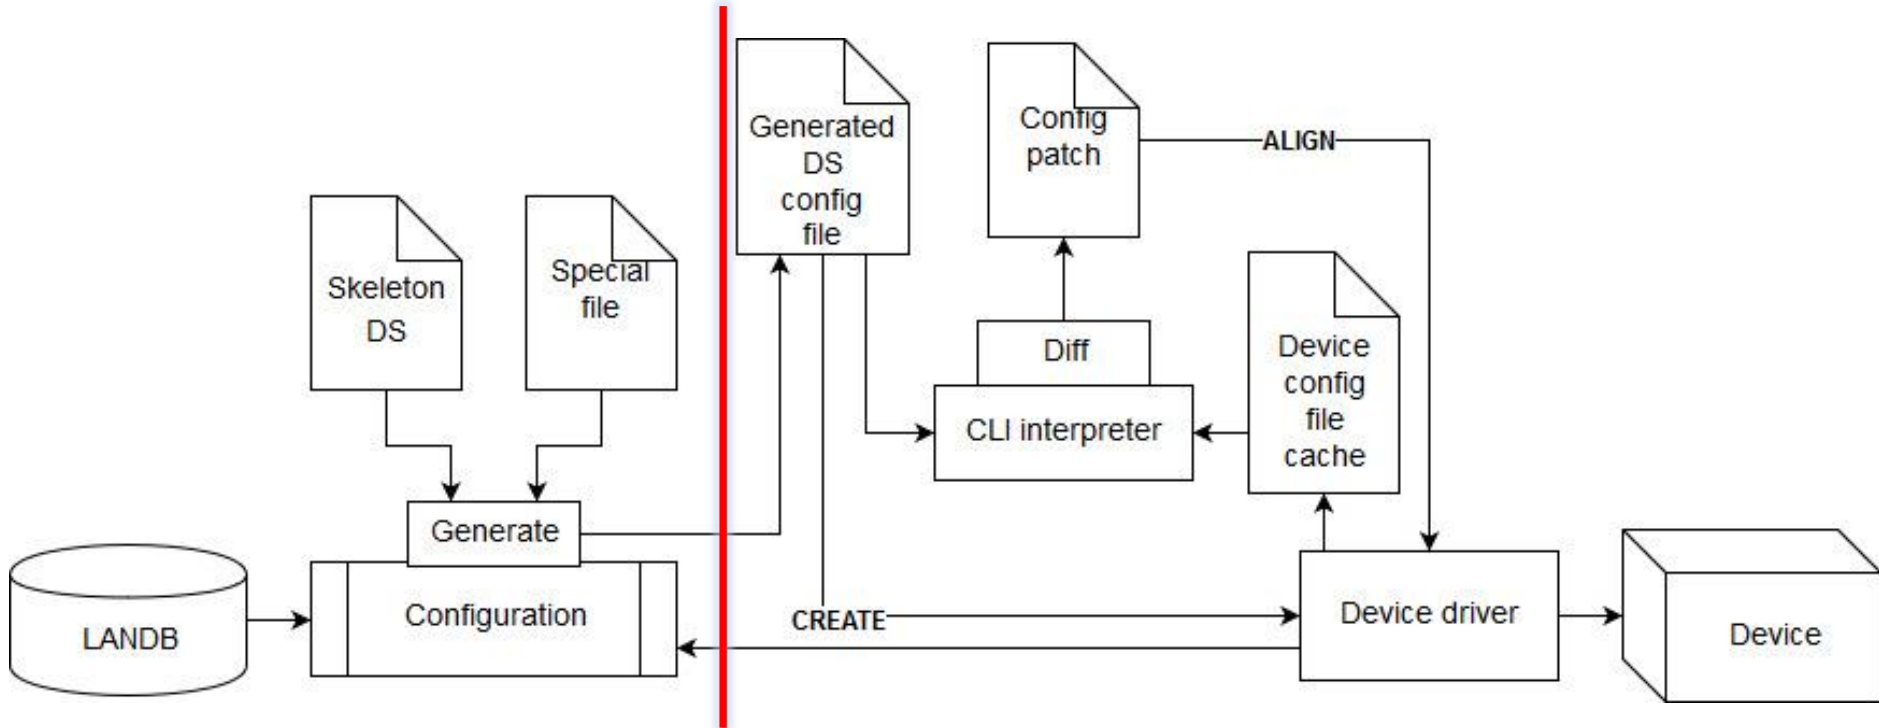 Skeleton
DS
Special
file
Generate
Configuration
LANDB
Generated
DS
config
file
Config
patch
ALIGN
Diff
CLI interpreter
Device
config
file
cache
CREATE
Device driver
Device